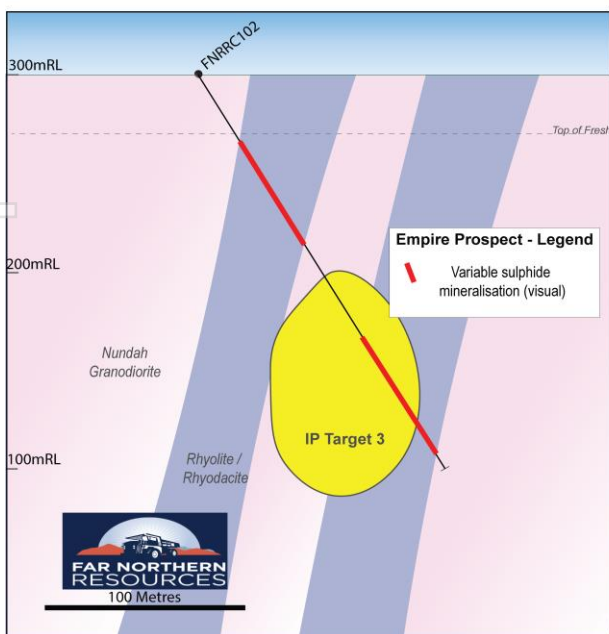 FNRRC102
300mRL
Top of Fresh
Empire Prospect - Legend
Variable sulphide
mineralisation (visual)
200mRL
Nundah
Granodiorite
IP Target 3
Rhyolite /
Rhyodacite
100mRL
FAR NORTHERN
RESOURCES
100 Metres